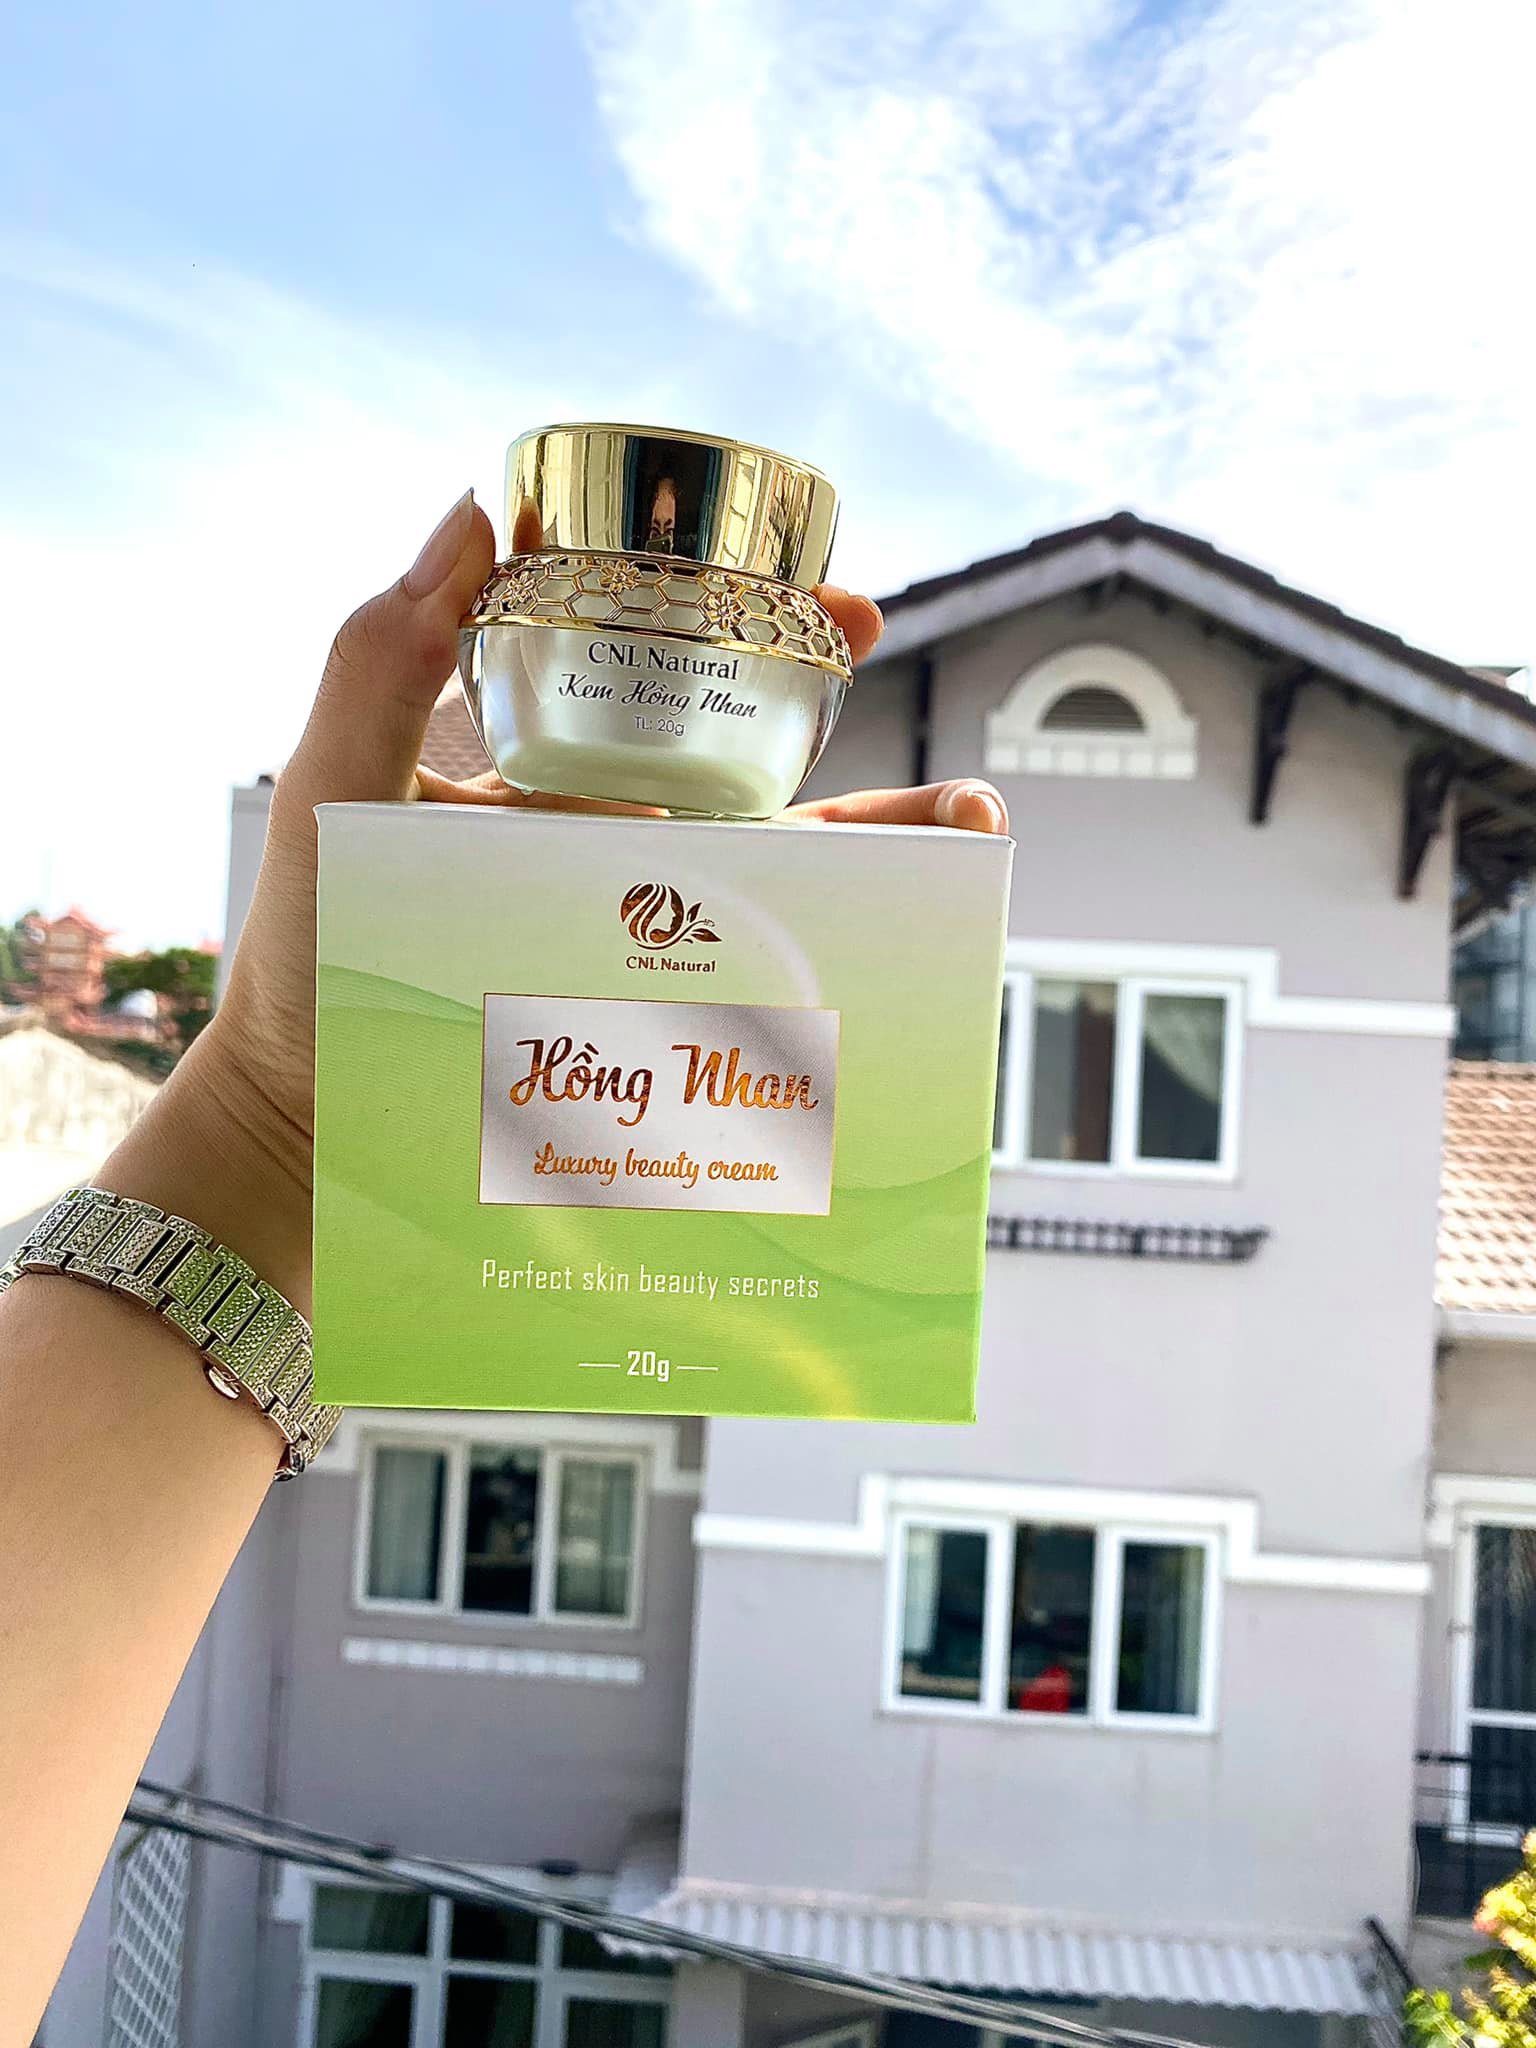 CNL Natural
Kem Hồng Nhan
TL: 20g
CNL Natural
Hồng Nhan
Luxury beauty cream
Perfect skin beauty secrets
20g